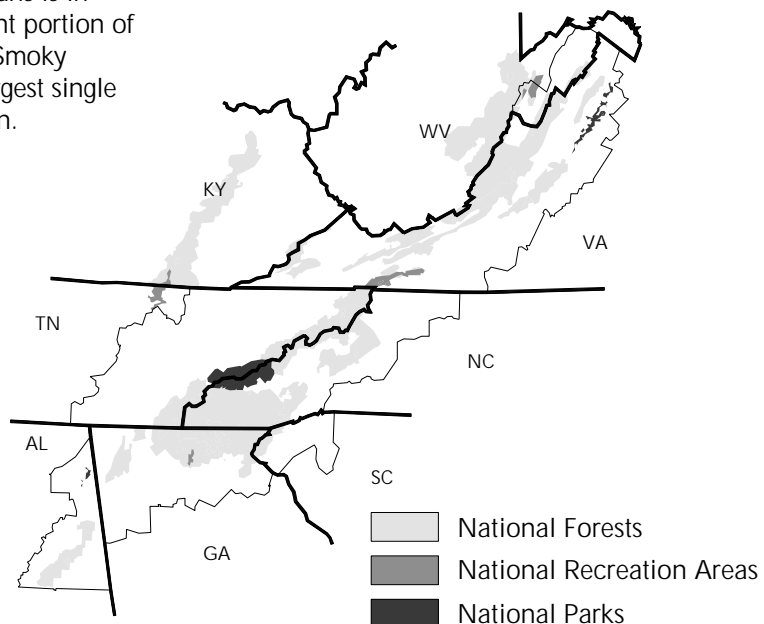 nt portion of
Smoky
gest single
n.
WV
KY
VA
TN
NC
AL
SC
GA
National Forests
National Recreation Areas
National Parks